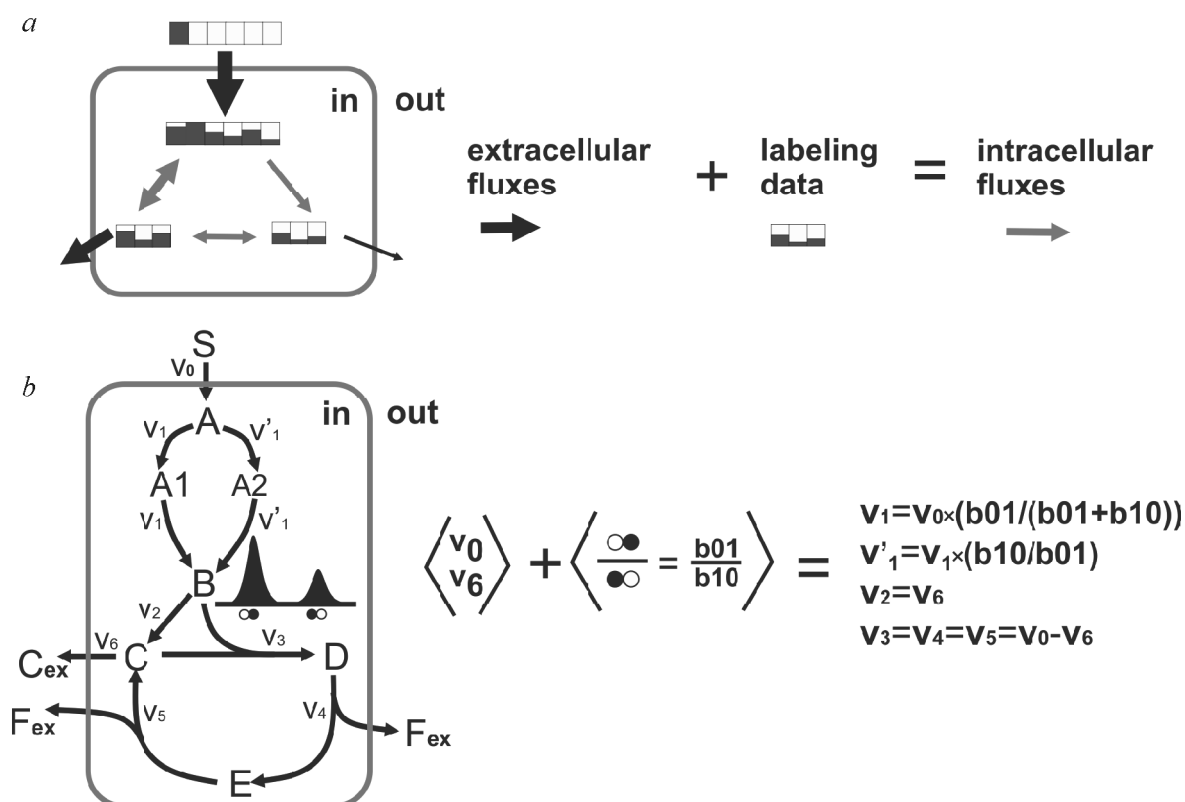 a
in out
extracellular fluxes + labeling data = intracellular fluxes
b
S
v0
in out
A
v1 v'1
A1 A2
v1 v'1
B
v2
v3
v6
Cex C D
v5 v4
Fex Fex
E
v0
v6
+
b01
=
b10
=
v1=v0×(b01/(b01+b10))
v'1=v1×(b10/b01)
v2=v6
v3=v4=v5=v0-v6